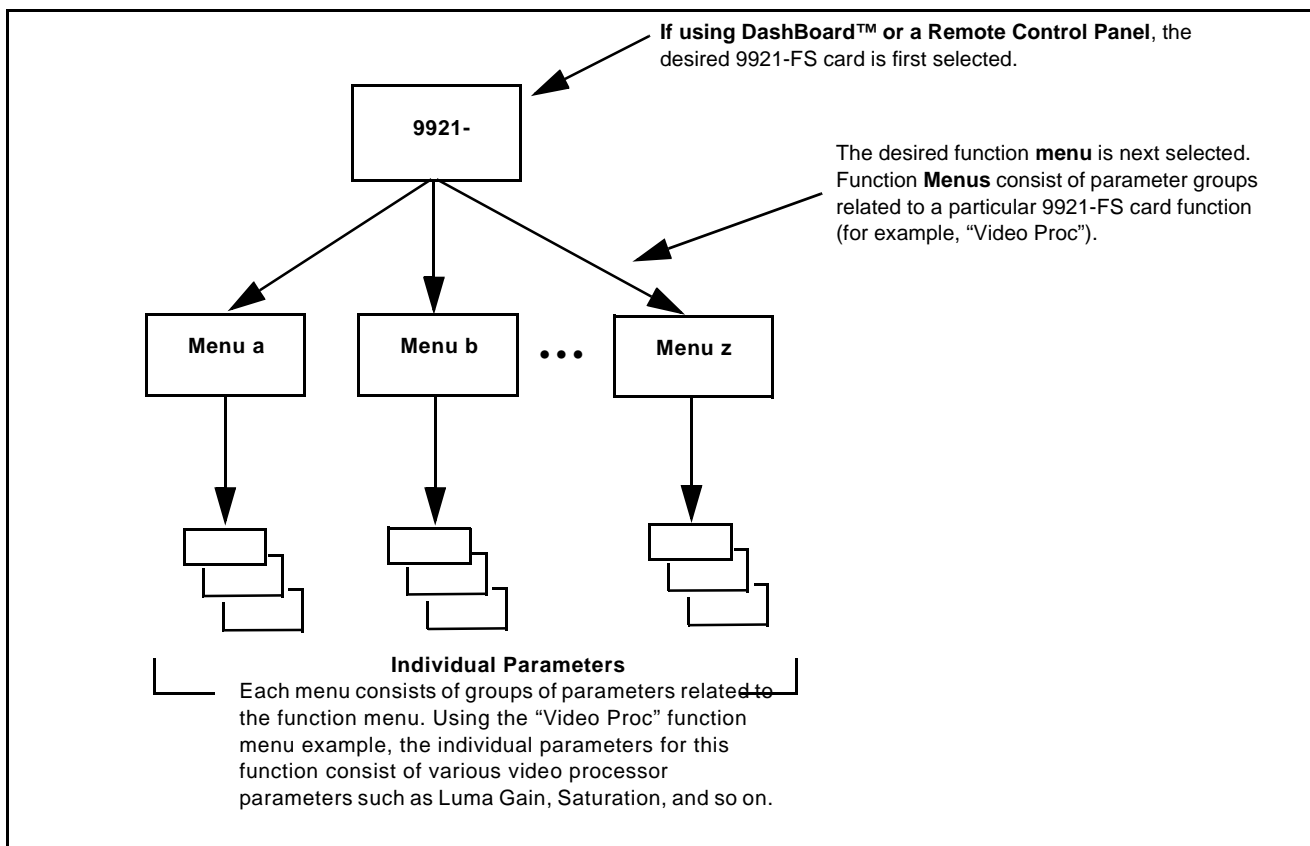 If using DashBoard™ or a Remote Control Panel, the
desired 9921-FS card is first selected.
9921-
The desired function menu is next selected.
Function Menus consist of parameter groups
related to a particular 9921-FS card function
(for example, “Video Proc”).
Menu a
Menu b
•••
Menu z
Individual Parameters
Each menu consists of groups of parameters related to
the function menu. Using the “Video Proc” function
menu example, the individual parameters for this
function consist of various video processor
parameters such as Luma Gain, Saturation, and so on.